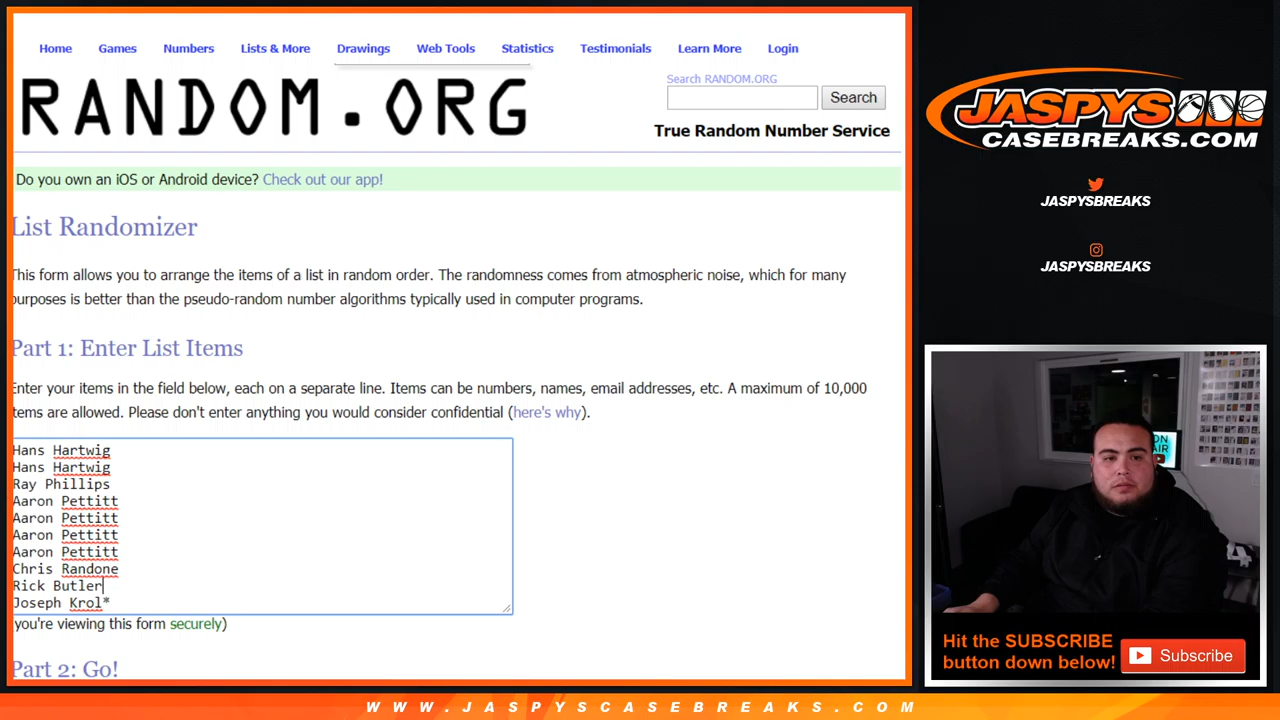 Home Games Numbers Lists & More Drawings Web Tools Statistics Testimonials Learn More Login
RANDOM.ORG
Search RANDOM.ORG
Search
True Random Number Service
Do you own an iOS or Android device? Check out our app!
List Randomizer
This form allows you to arrange the items of a list in random order. The randomness comes from atmospheric noise, which for many
purposes is better than the pseudo-random number algorithms typically used in computer programs.
Part 1: Enter List Items
Enter your items in the field below, each on a separate line. Items can be numbers, names, email addresses, etc. A maximum of 10,000
items are allowed. Please don't enter anything you would consider confidential (here's why).
Hans Hartwig
Hans Hartwig
Ray Phillips
Aaron Pettitt
Aaron Pettitt
Aaron Pettitt
Aaron Pettitt
Chris Randone
Rick Butler
Joseph Krol*
you're viewing this form securely)
Part 2: Go!
JASPYS
CASEBREAKS.COM
JASPYSBREAKS
JASPYSBREAKS
ON
AIR
4
Hit the SUBSCRIBE
button down below!
Subscribe
WWW.JASPYSCASEBREAKS.COM